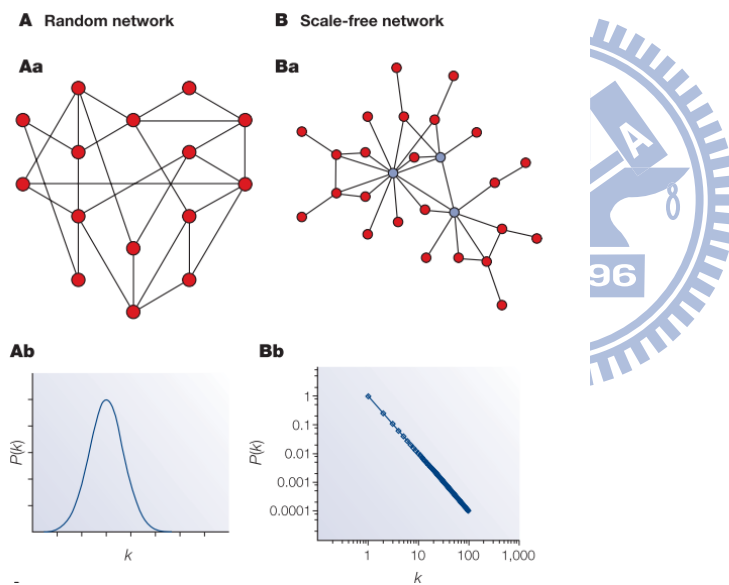 A Random network
B Scale-free network
Aa
Ba
A
8
96
Ab
Bb
P(k)
k
P(k)
1
0.1
0.01
0.001
0.0001
1 10 100 1,000
k